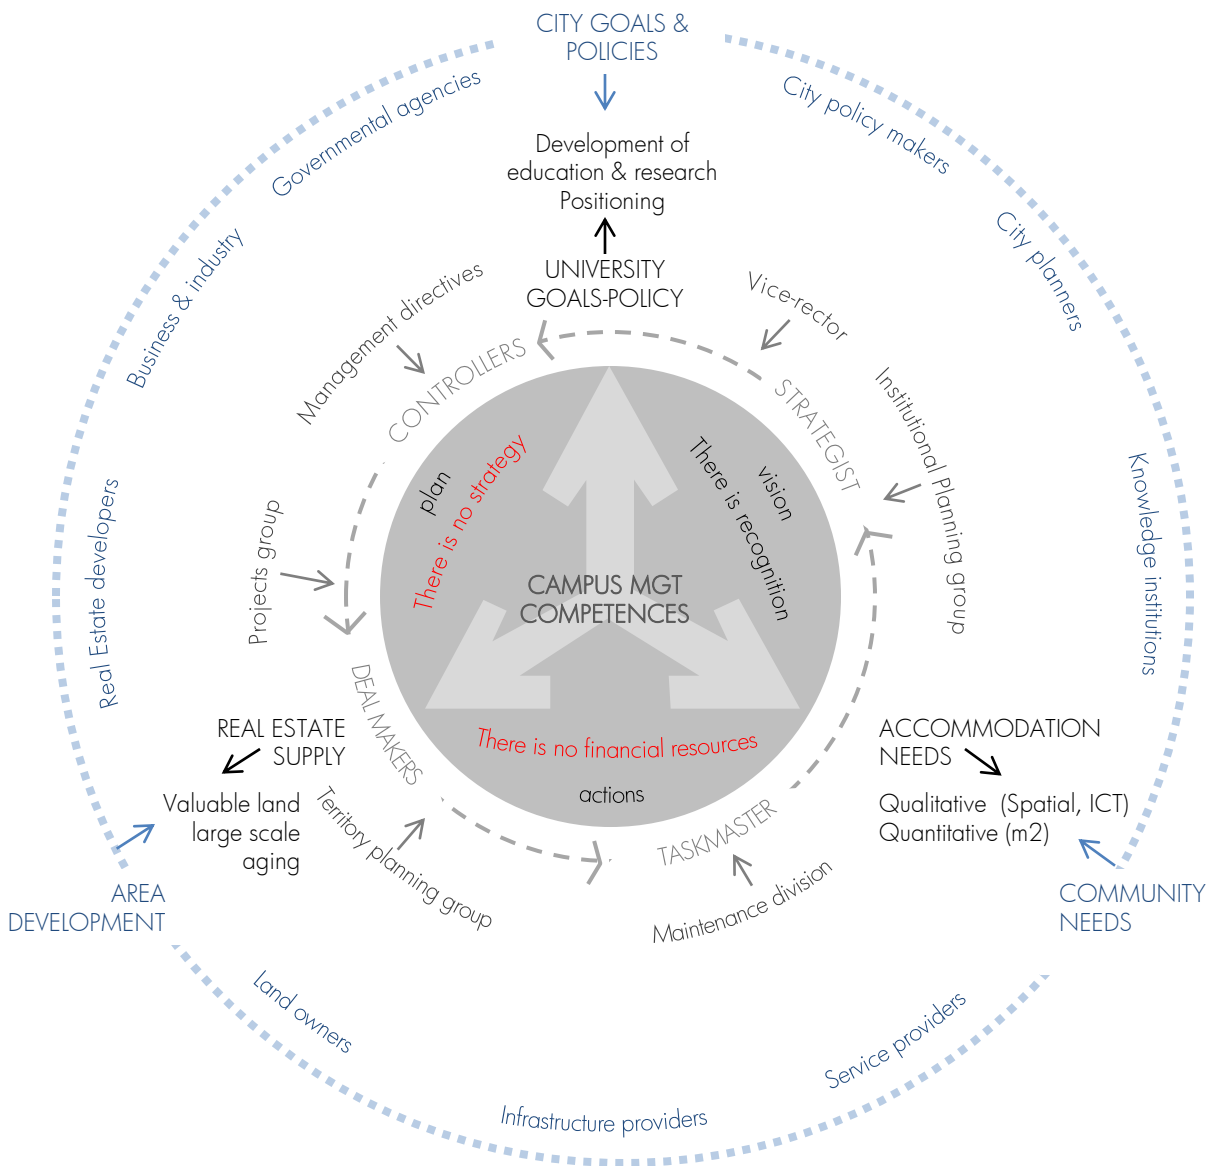 CITY GOALS &
POLICIES
Governmental agencies
City policy makers
Development of
education & research
Positioning
Business & industry
City planners
UNIVERSITY
GOALS-POLICY
Management directives
Vice-rector
CONTROLLERS
STRATEGIST
Institutional Planning group
plan
There is no strategy
vision
There is recognition
Knowledge institutions
Real Estate developers
Projects group
CAMPUS MGT
COMPETENCES
DEAL MAKERS
There is no financial resources
actions
TASKMASTER
REAL ESTATE
SUPPLY
Valuable land
large scale
aging
ACCOMMODATION
NEEDS
Qualitative (Spatial, ICT)
Quantitative (m2)
Territory planning group
Maintenance division
AREA
DEVELOPMENT
COMMUNITY
NEEDS
Land owners
Service providers
Infrastructure providers